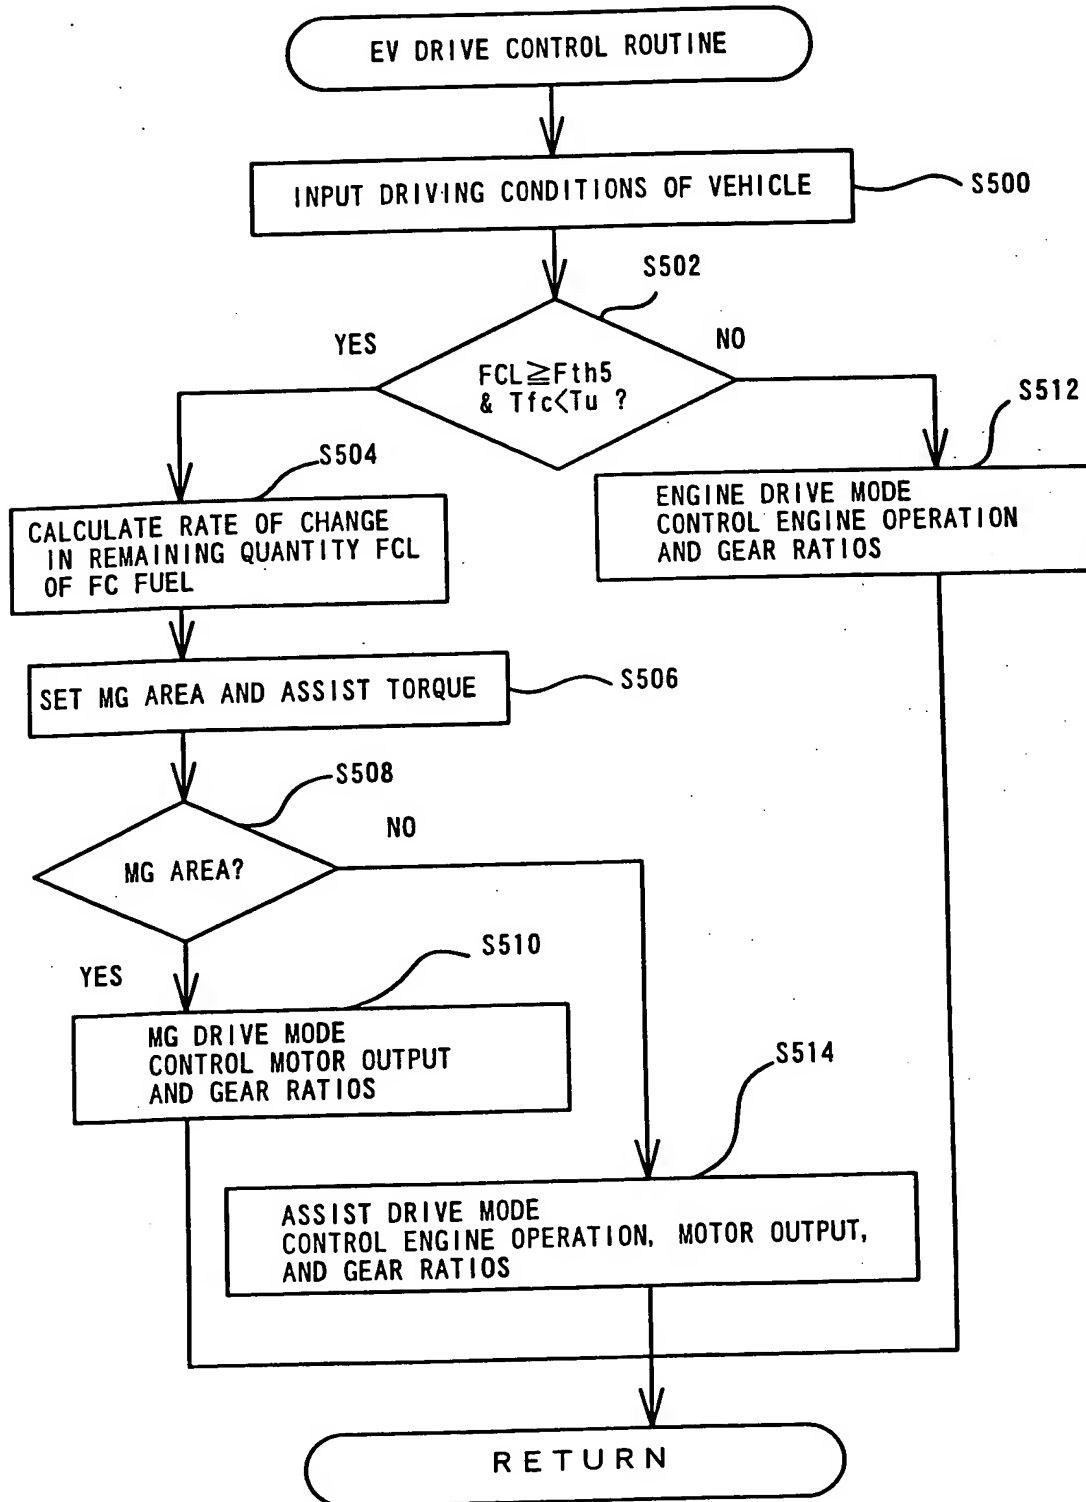 EV DRIVE CONTROL ROUTINE
INPUT DRIVING CONDITIONS OF VEHICLE
S500
S502
YES
NO
FCL≧Fth5
& Tfc<Tu ?
S512
S504
ENGINE DRIVE MODE
CONTROL ENGINE OPERATION
AND GEAR RATIOS
CALCULATE RATE OF CHANGE
IN REMAINING QUANTITY FCL
OF FC FUEL
SET MG AREA AND ASSIST TORQUE
S506
S508
NO
MG AREA?
S510
YES
MG DRIVE MODE
CONTROL MOTOR OUTPUT
AND GEAR RATIOS
S514
ASSIST DRIVE MODE
CONTROL ENGINE OPERATION, MOTOR OUTPUT,
AND GEAR RATIOS
RETURN